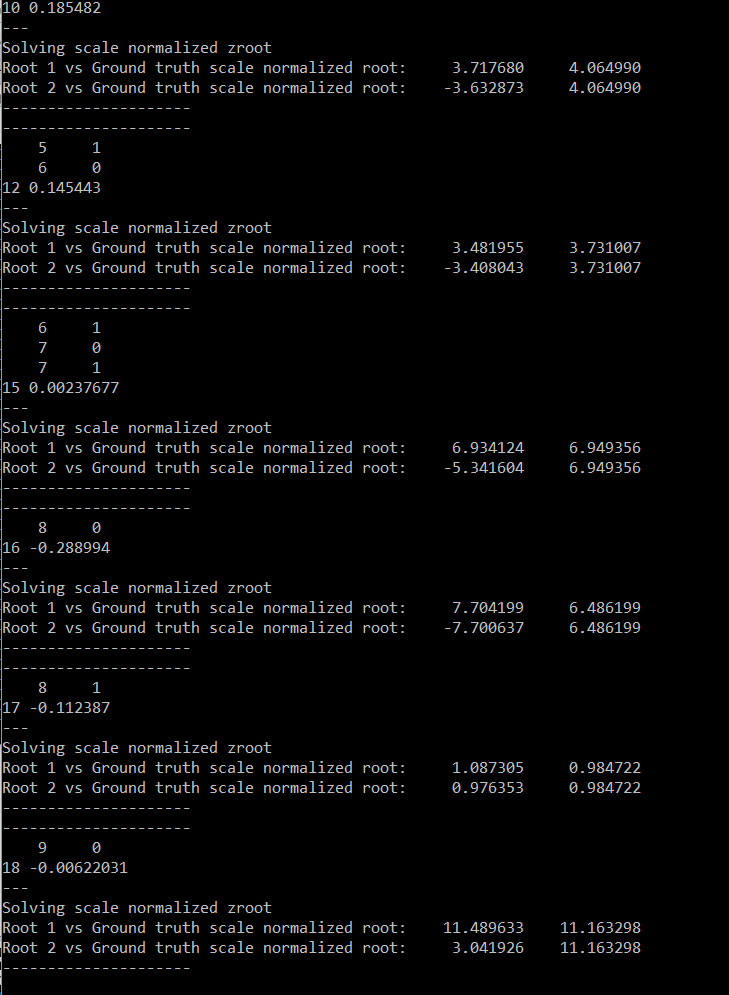 10 0.185482
---
Solving scale normalized zroot
Root 1 vs Ground truth scale normalized root:     3.717680     4.064990
Root 2 vs Ground truth scale normalized root:    -3.632873     4.064990
---------------------
---------------------
    5     1
    6     0
12 0.145443
---
Solving scale normalized zroot
Root 1 vs Ground truth scale normalized root:     3.481955     3.731007
Root 2 vs Ground truth scale normalized root:    -3.408043     3.731007
---------------------
---------------------
    6     1
    7     0
    7     1
15 0.00237677
---
Solving scale normalized zroot
Root 1 vs Ground truth scale normalized root:     6.934124     6.949356
Root 2 vs Ground truth scale normalized root:    -5.341604     6.949356
---------------------
---------------------
    8     0
16 -0.288994
---
Solving scale normalized zroot
Root 1 vs Ground truth scale normalized root:     7.704199     6.486199
Root 2 vs Ground truth scale normalized root:    -7.700637     6.486199
---------------------
---------------------
    8     1
17 -0.112387
---
Solving scale normalized zroot
Root 1 vs Ground truth scale normalized root:     1.087305     0.984722
Root 2 vs Ground truth scale normalized root:     0.976353     0.984722
---------------------
---------------------
    9     0
18 -0.00622031
---
Solving scale normalized zroot
Root 1 vs Ground truth scale normalized root:    11.489633    11.163298
Root 2 vs Ground truth scale normalized root:     3.041926    11.163298
---------------------